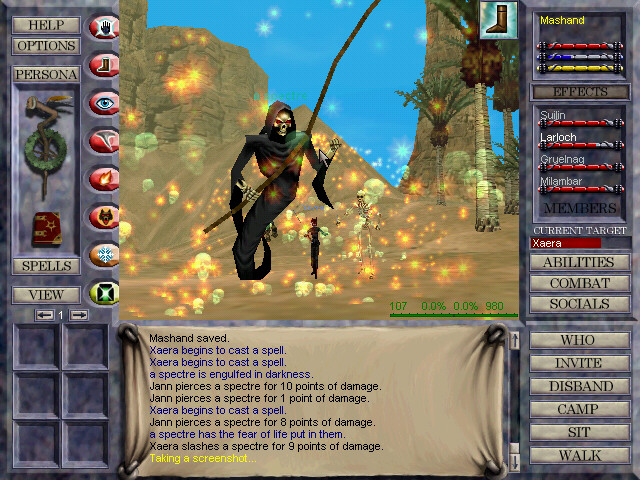 HELP
OPTIONS
PERSONA
SPELLS
VIEW
1
107 0.0% 0.0% 980
Mashand
EFFECTS
Suijin
Larloch
Gruelnag
Milambar
MEMBERS
CURRENT TARGET
Xaera
ABILITIES
COMBAT
SOCIALS
WHO
INVITE
DISBAND
CAMP
SIT
WALK
Mashand saved.
Xaera begins to cast a spell.
Xaera begins to cast a spell.
a spectre is engulfed in darkness.
Jann pierces a spectre for 10 points of damage.
Jann pierces a spectre for 1 point of damage.
Xaera begins to cast a spell.
Jann pierces a spectre for 8 points of damage.
a spectre has the fear of life put in them.
Xaera slashes a spectre for 9 points of damage.
Taking a screenshot...